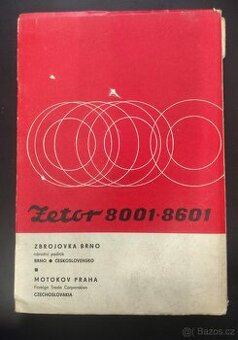 Zetor 8001-8601
ZBROJOVKA BRNO
národní podnik
BRNO ● ČESKOSLOVENSKO
MOTOKOV PRAHA
Foreign Trade Corporation
CZECHOSLOVAKIA
Bazos.cz